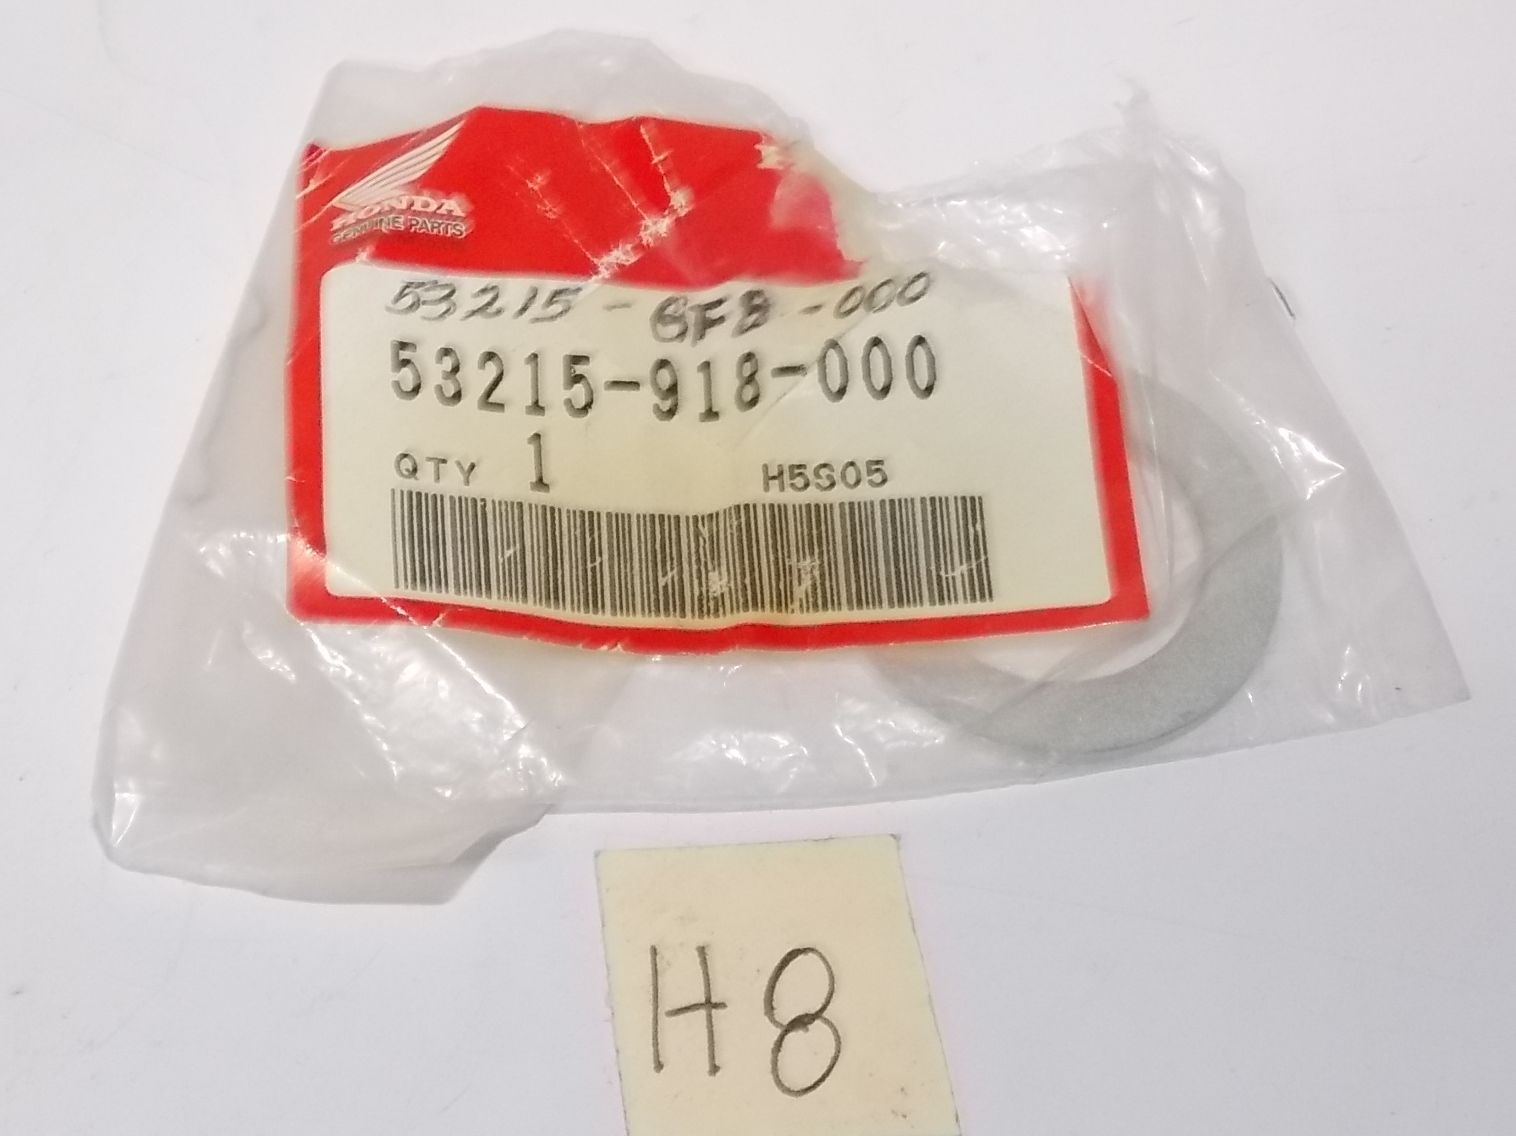 HONDA
GENUINE PARTS
53215-GF8-000
53215-918-000
QTY 1 H5S05
H8